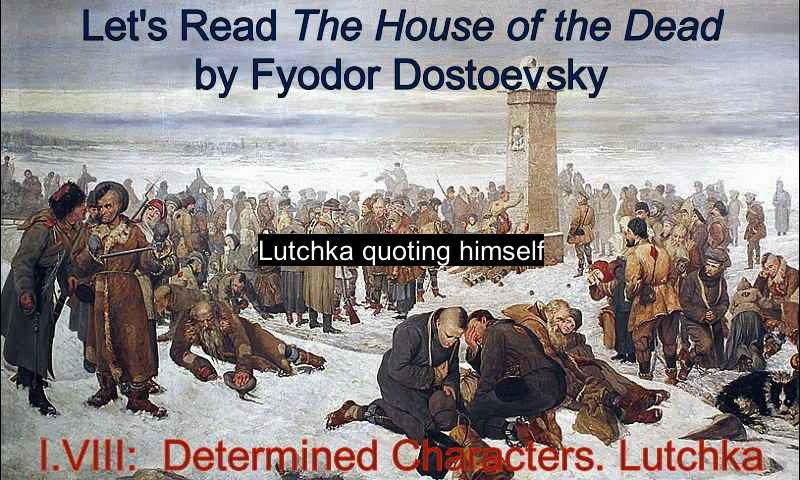 Let's Read The House of the Dead
by Fyodor Dostoevsky
Lutchka quoting himself
I.VIII: Determined Characters. Lutchka